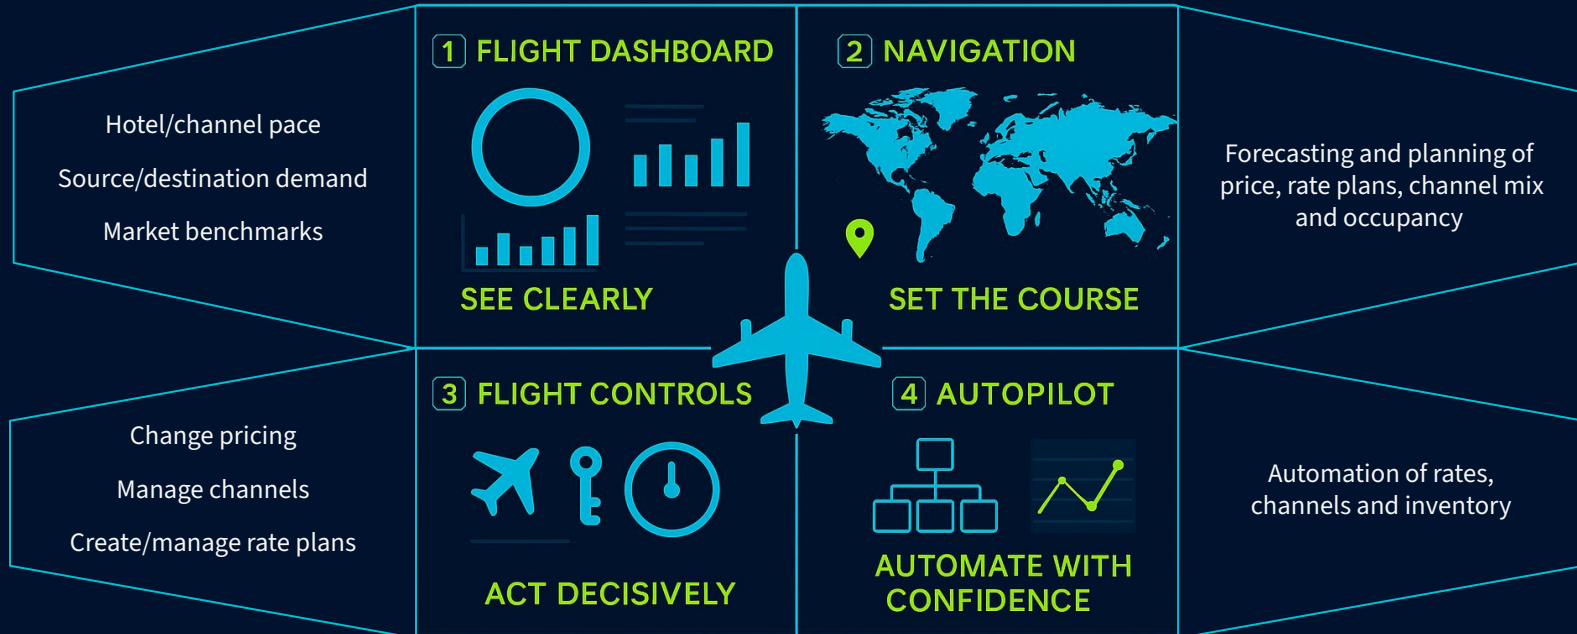 1 FLIGHT DASHBOARD
SEE CLEARLY
Hotel/channel pace
Source/destination demand
Market benchmarks
2 NAVIGATION
SET THE COURSE
Forecasting and planning of
price, rate plans, channel mix
and occupancy
3 FLIGHT CONTROLS
ACT DECISIVELY
Change pricing
Manage channels
Create/manage rate plans
4 AUTOPILOT
AUTOMATE WITH
CONFIDENCE
Automation of rates,
channels and inventory